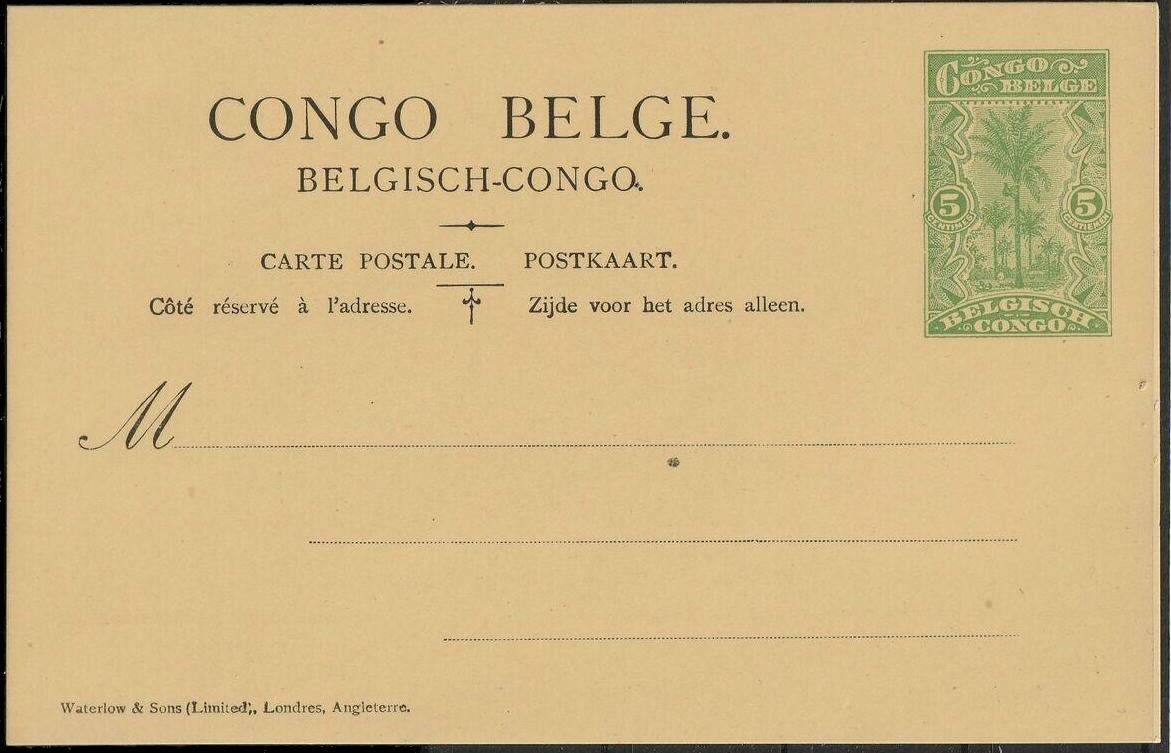 CONGO BELGE.
BELGISCH-CONGO.
CARTE POSTALE. POSTKAART.
Côté réservé à l'adresse. Zijde voor het adres alleen.
CONGO
BELGE
5 5
CENTIMES CENTIEMEN
BELGISCH
CONGO
M
Waterlow & Sons (Limited), Londres, Angleterre.